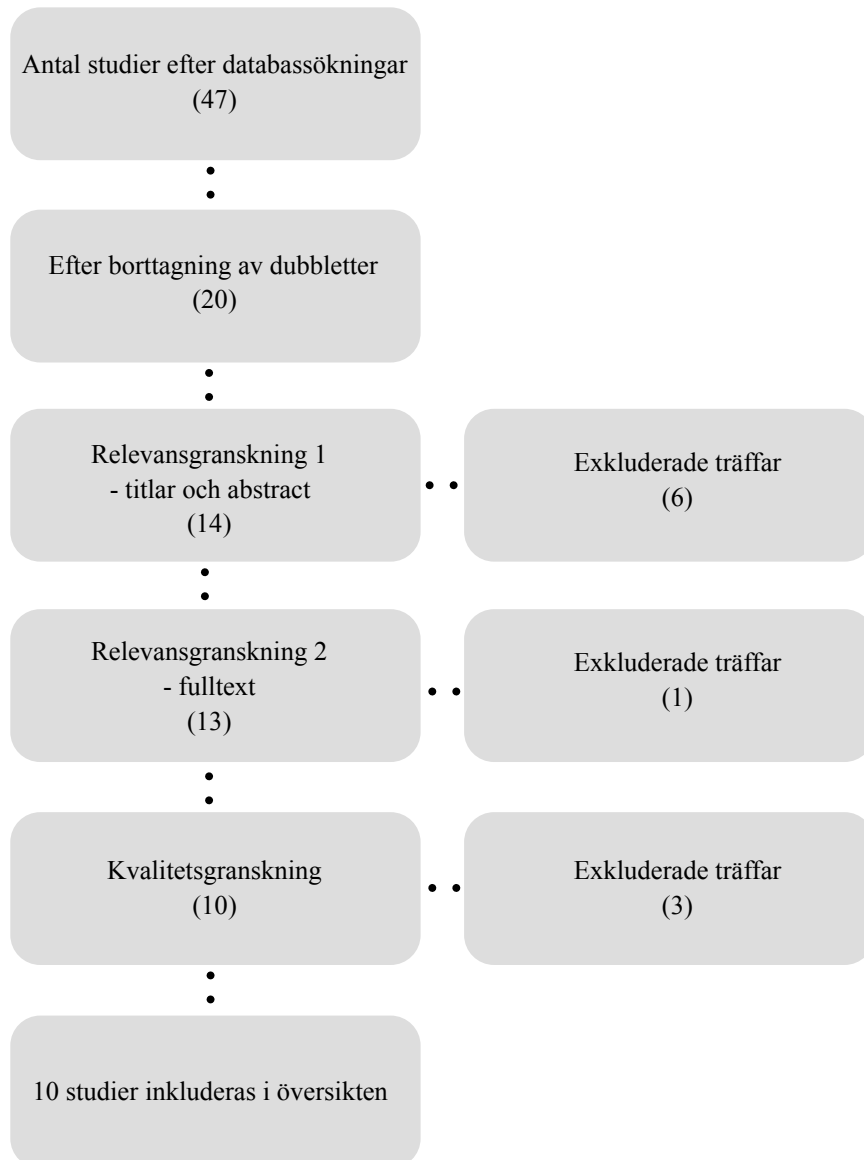 Antal studier efter databassökningar
(47)
Efter borttagning av dubbletter
(20)
Relevansgranskning 1
- titlar och abstract
(14)
Exkluderade träffar
(6)
Relevansgranskning 2
- fulltext
(13)
Exkluderade träffar
(1)
Kvalitetsgranskning
(10)
Exkluderade träffar
(3)
10 studier inkluderas i översikten